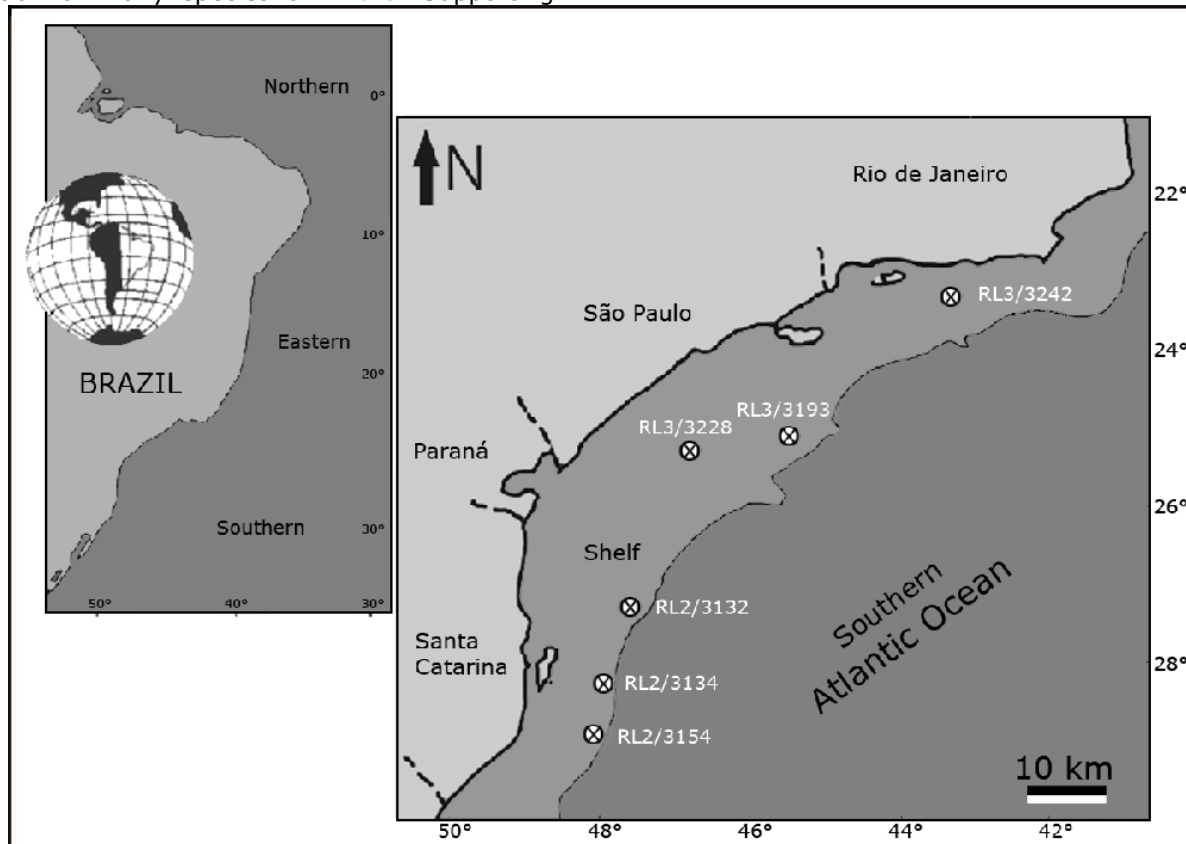 Northern
0°
10°
Eastern
BRAZIL
20°
Southern
30°
50°
40°
30°
N
Rio de Janeiro
22°
RL3/3242
São Paulo
24°
RL3/3193
RL3/3228
Paraná
26°
Shelf
RL2/3132
Southern
Atlantic Ocean
Santa
Catarina
28°
RL2/3134
RL2/3154
10 km
50°
48°
46°
44°
42°